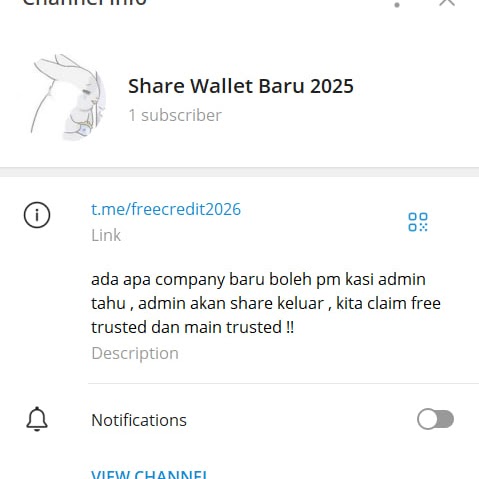 Channel Info
Share Wallet Baru 2025
1 subscriber
t.me/freecredit2026
Link
ada apa company baru boleh pm kasi admin
tahu , admin akan share keluar , kita claim free
trusted dan main trusted !!
Description
Notifications
VIEW CHANNEL